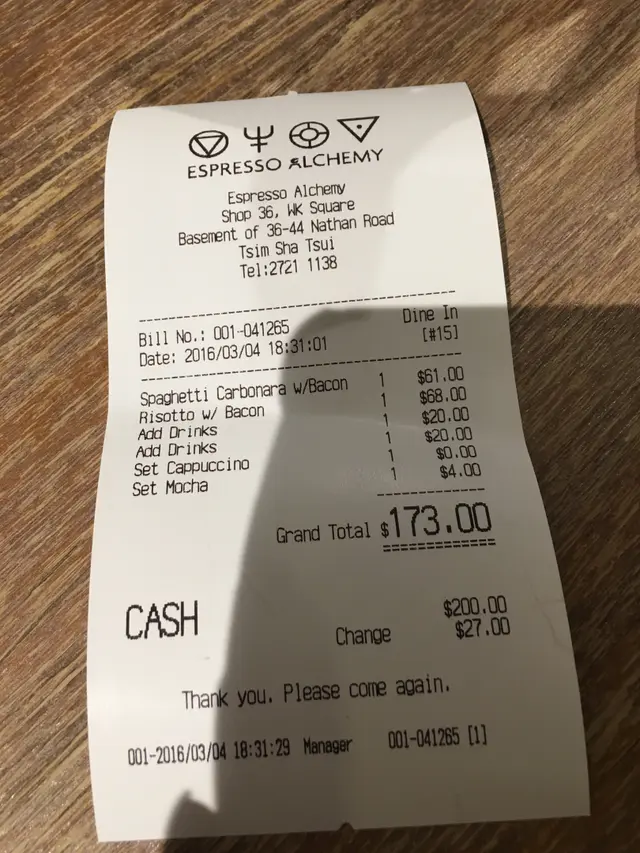 ESPRESSO ALCHEMY
Espresso Alchemy
Shop 36, WK Square
Basement of 36-44 Nathan Road
Tsim Sha Tsui
Tel:2721 1138
Bill No.: 001-041265 Dine In
Date: 2016/03/04 18:31:01 [#15]
Spaghetti Carbonara w/Bacon 1 $61.00
Risotto w/ Bacon 1 $68.00
Add Drinks 1 $20.00
Add Drinks 1 $20.00
Set Cappuccino 1 $0.00
Set Mocha 1 $4.00
Grand Total $173.00
CASH $200.00
Change $27.00
Thank you. Please come again.
001-2016/03/04 18:31:29 Manager 001-041265 [1]